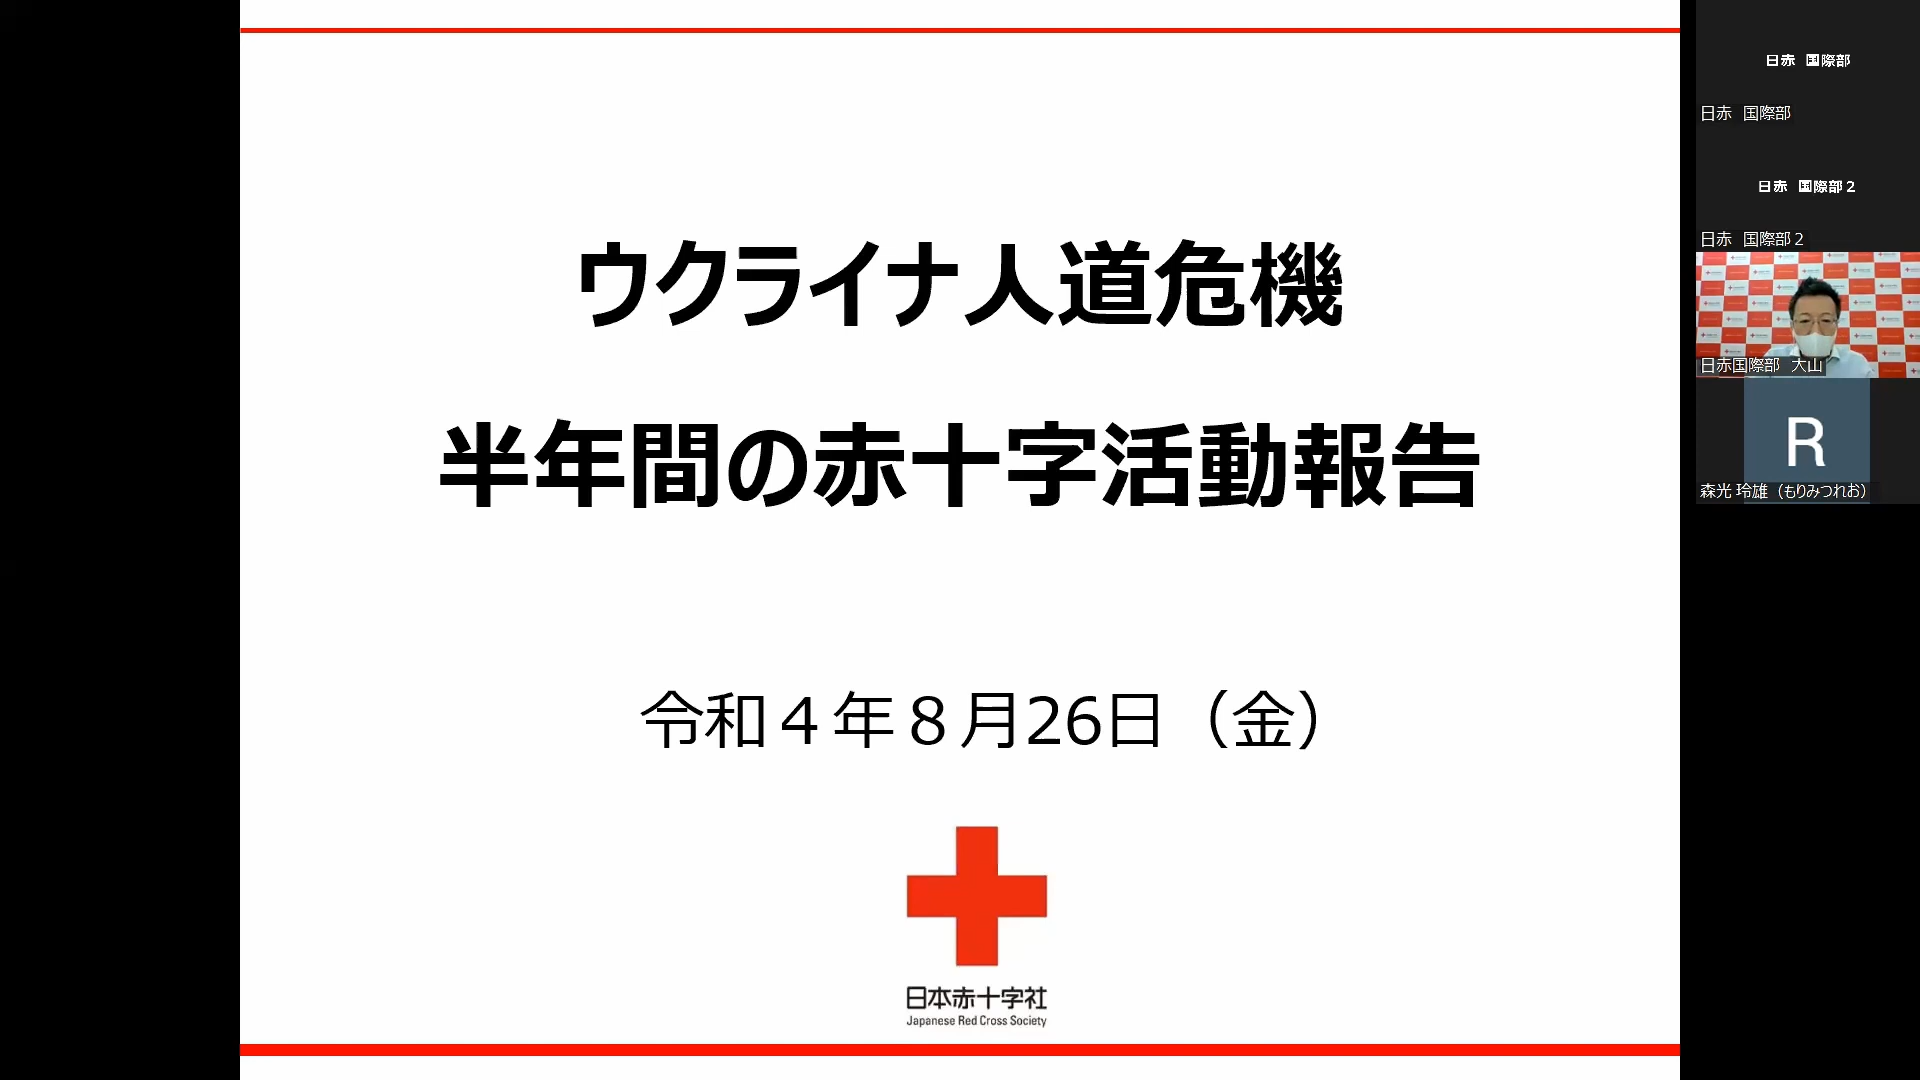 ウクライナ人道危機
半年間の赤十字活動報告
令和４年８月26日（金）
日本赤十字社
Japanese Red Cross Society
日赤　国際部
日赤　国際部
日赤　国際部２
日赤　国際部２
日赤国際部　大山
R
森光 玲雄（もりみつれお）